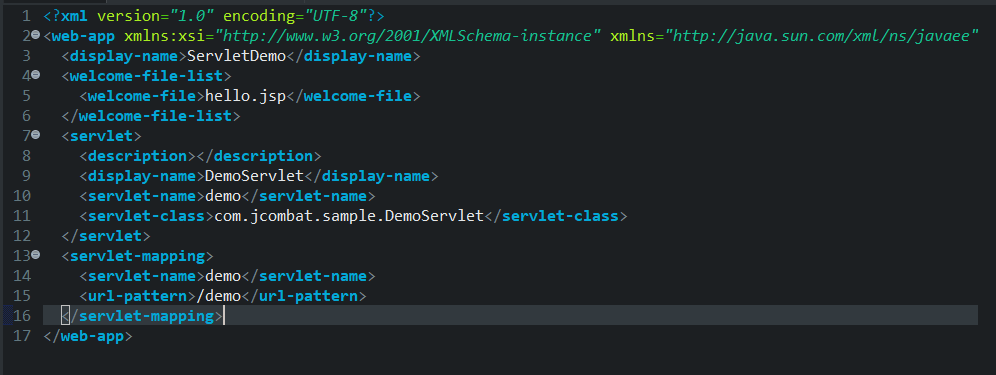 1 <?xml version="1.0" encoding="UTF-8"?>
2 <web-app xmlns:xsi="http://www.w3.org/2001/XMLSchema-instance" xmlns="http://java.sun.com/xml/ns/javaee"
3   <display-name>ServletDemo</display-name>
4   <welcome-file-list>
5     <welcome-file>hello.jsp</welcome-file>
6   </welcome-file-list>
7   <servlet>
8     <description></description>
9     <display-name>DemoServlet</display-name>
10     <servlet-name>demo</servlet-name>
11     <servlet-class>com.jcombat.sample.DemoServlet</servlet-class>
12   </servlet>
13   <servlet-mapping>
14     <servlet-name>demo</servlet-name>
15     <url-pattern>/demo</url-pattern>
16   </servlet-mapping>
17 </web-app>